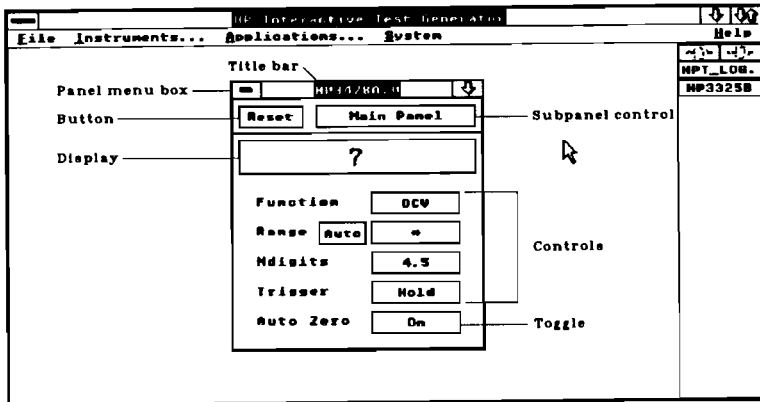 HP Interactive Test Generator
File Instruments... Applications... System Help
HPT_LOG.
HP3325B
Title bar
Panel menu box
HP3478A.0
Button
Reset
Main Panel
Subpanel control
Display
?
Function
DCV
Range
Auto
Controls
Ndigits
4.5
Trigger
Hold
Auto Zero
On
Toggle